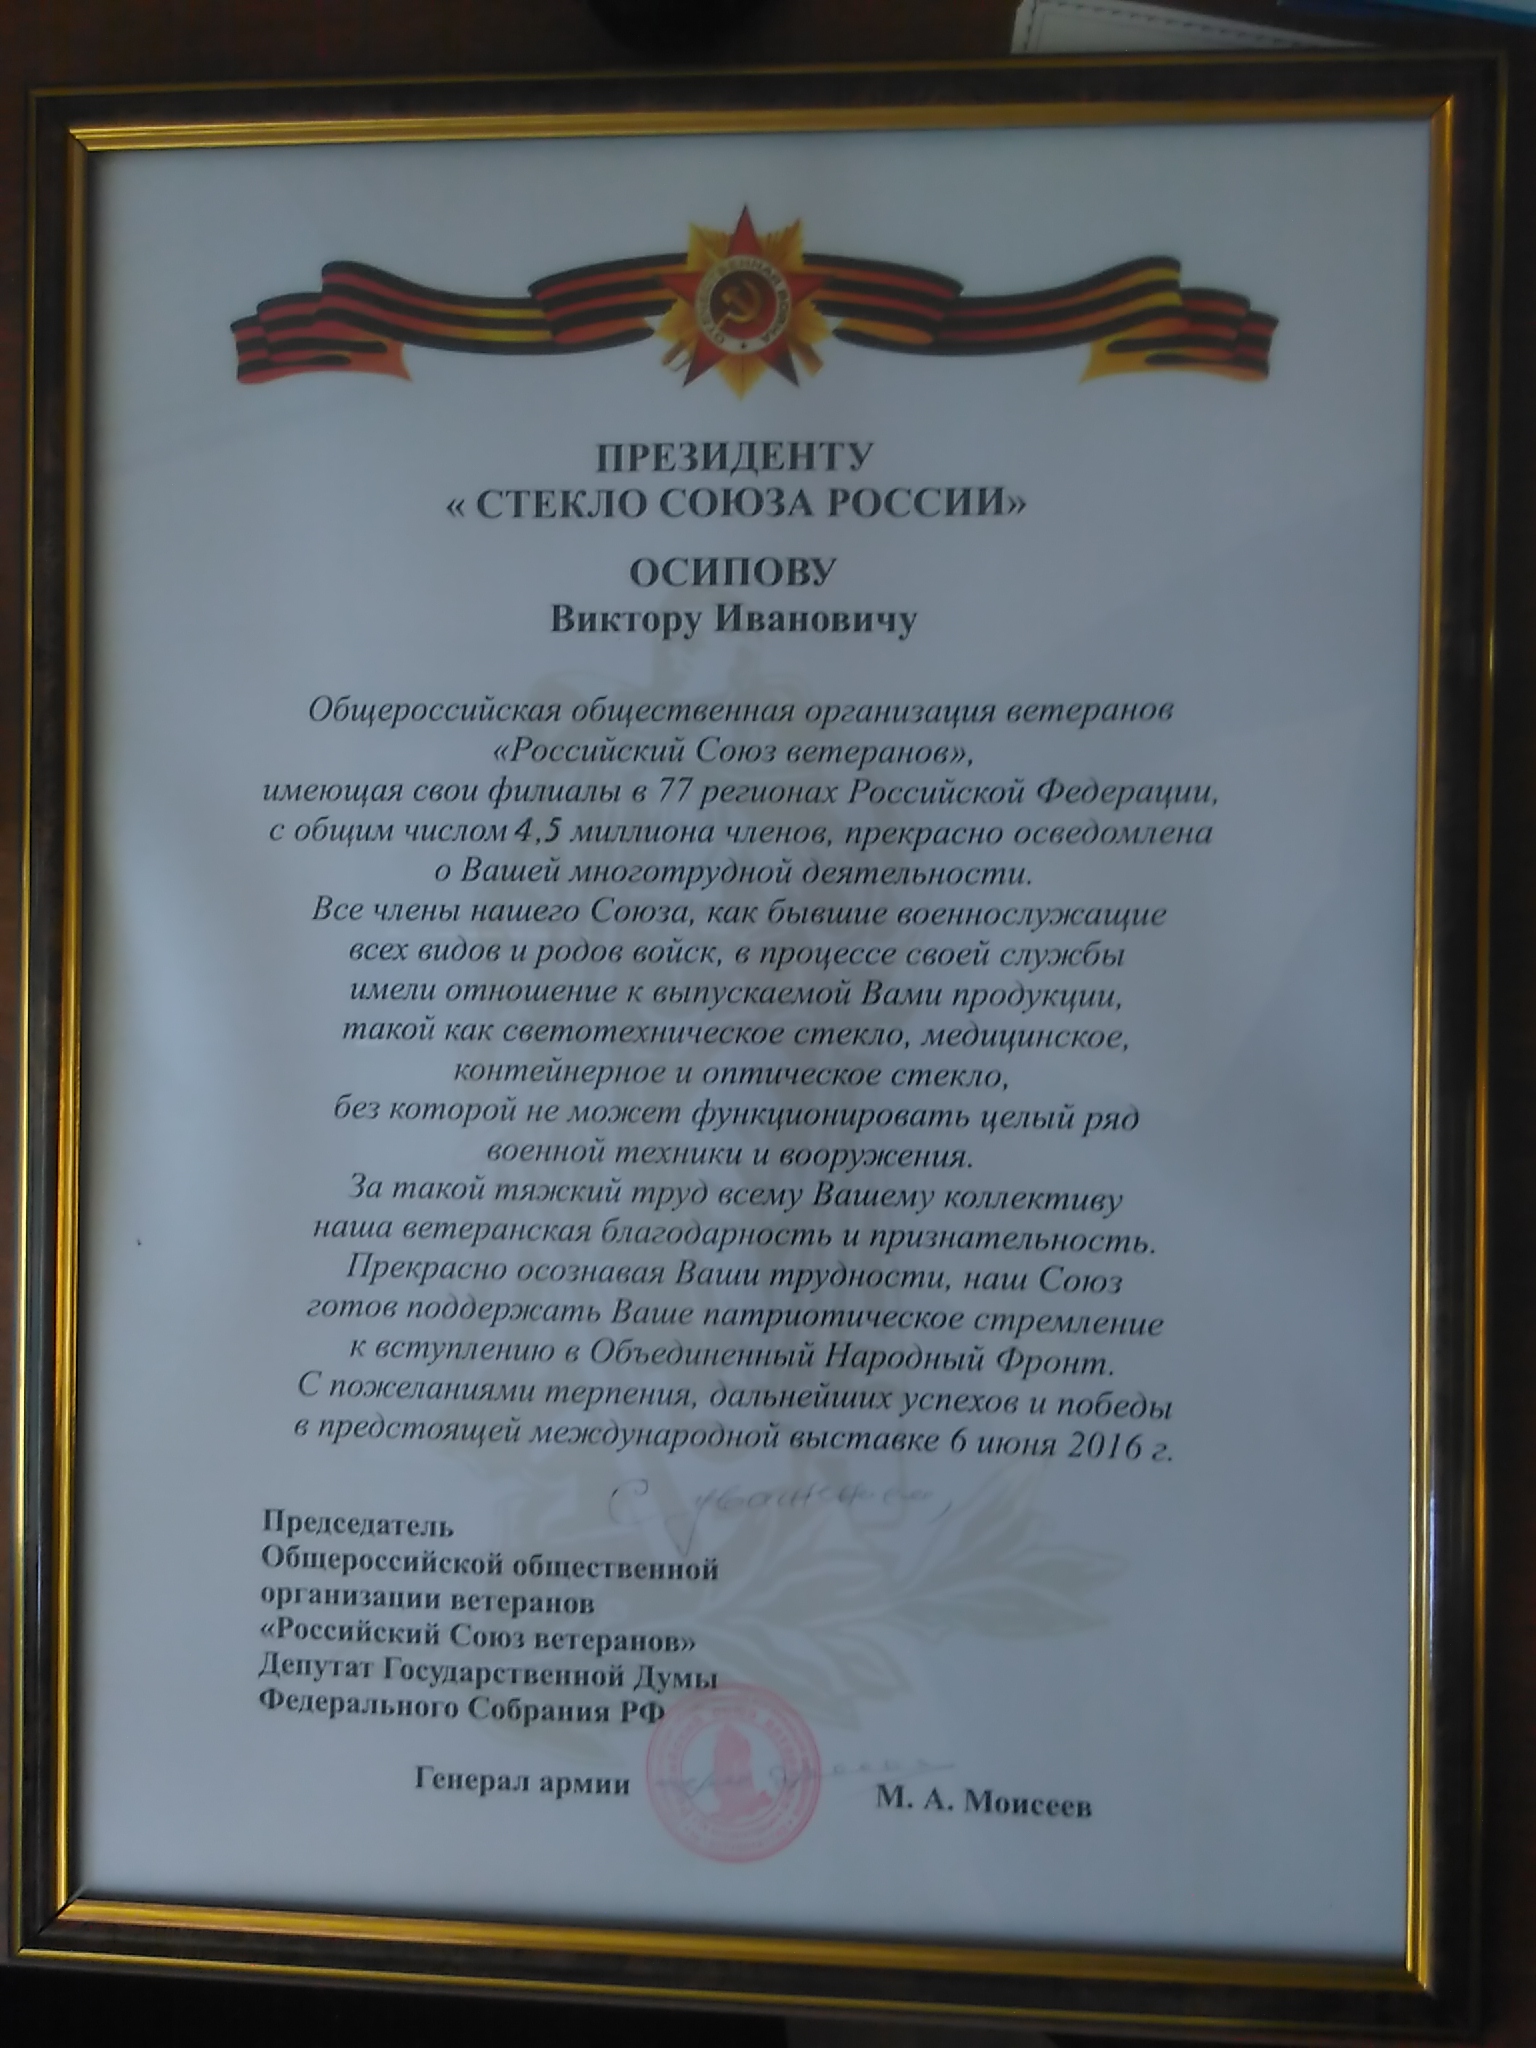 ОТЕЧЕСТВЕННАЯ ВОЙНА
ПРЕЗИДЕНТУ
« СТЕКЛО СОЮЗА РОССИИ»
ОСИПОВУ
Виктору Ивановичу
Общероссийская общественная организация ветеранов
«Российский Союз ветеранов»,
имеющая свои филиалы в 77 регионах Российской Федерации,
с общим числом 4,5 миллиона членов, прекрасно осведомлена
о Вашей многотрудной деятельности.
Все члены нашего Союза, как бывшие военнослужащие
всех видов и родов войск, в процессе своей службы
имели отношение к выпускаемой Вами продукции,
такой как светотехническое стекло, медицинское,
контейнерное и оптическое стекло,
без которой не может функционировать целый ряд
военной техники и вооружения.
За такой тяжский труд всему Вашему коллективу
наша ветеранская благодарность и признательность.
Прекрасно осознавая Ваши трудности, наш Союз
готов поддержать Ваше патриотическое стремление
к вступлению в Объединенный Народный Фронт.
С пожеланиями терпения, дальнейших успехов и победы
в предстоящей международной выставке 6 июня 2016 г.
С уважением,
Председатель
Общероссийской общественной
организации ветеранов
«Российский Союз ветеранов»
Депутат Государственной Думы
Федерального Собрания РФ
Генерал армии
М. А. Моисеев